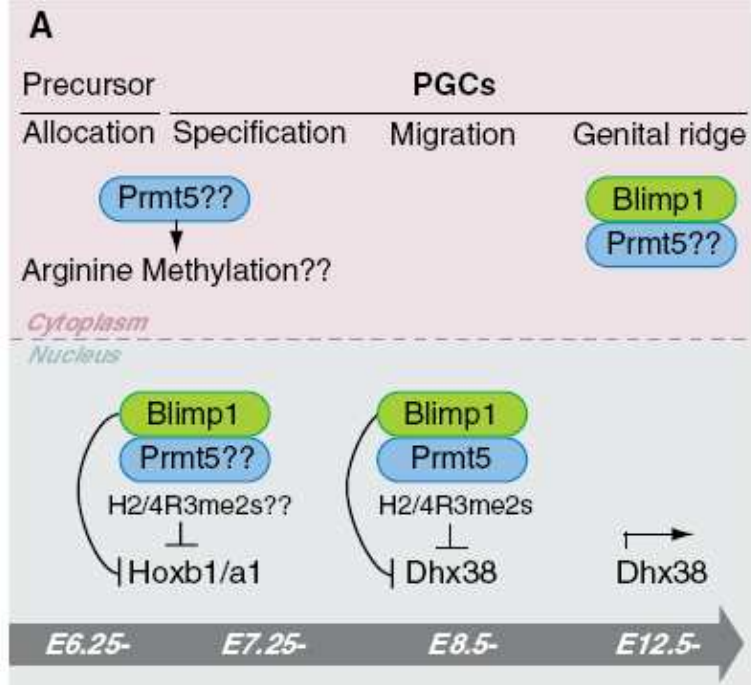 A
Precursor PGCs
Allocation Specification Migration Genital ridge
Prmt5?? Blimp1
Prmt5??
Arginine Methylation??
Cytoplasm
Nucleus
Blimp1 Blimp1
Prmt5?? Prmt5
H2/4R3me2s?? H2/4R3me2s
Hoxb1/a1 Dhx38 Dhx38
E6.25- E7.25- E8.5- E12.5-